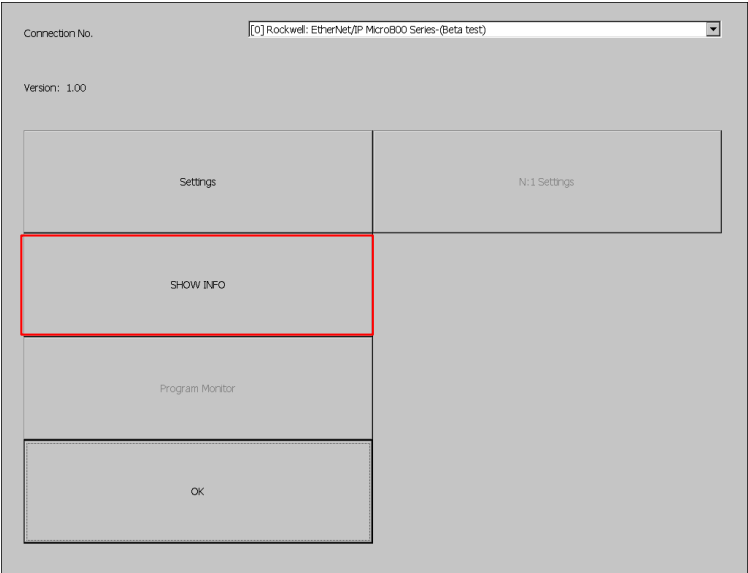 Connection No.
[0] Rockwell: EtherNet/IP Micro800 Series-(Beta test)
Version: 1.00
Settings
N:1 Settings
SHOW INFO
Program Monitor
OK